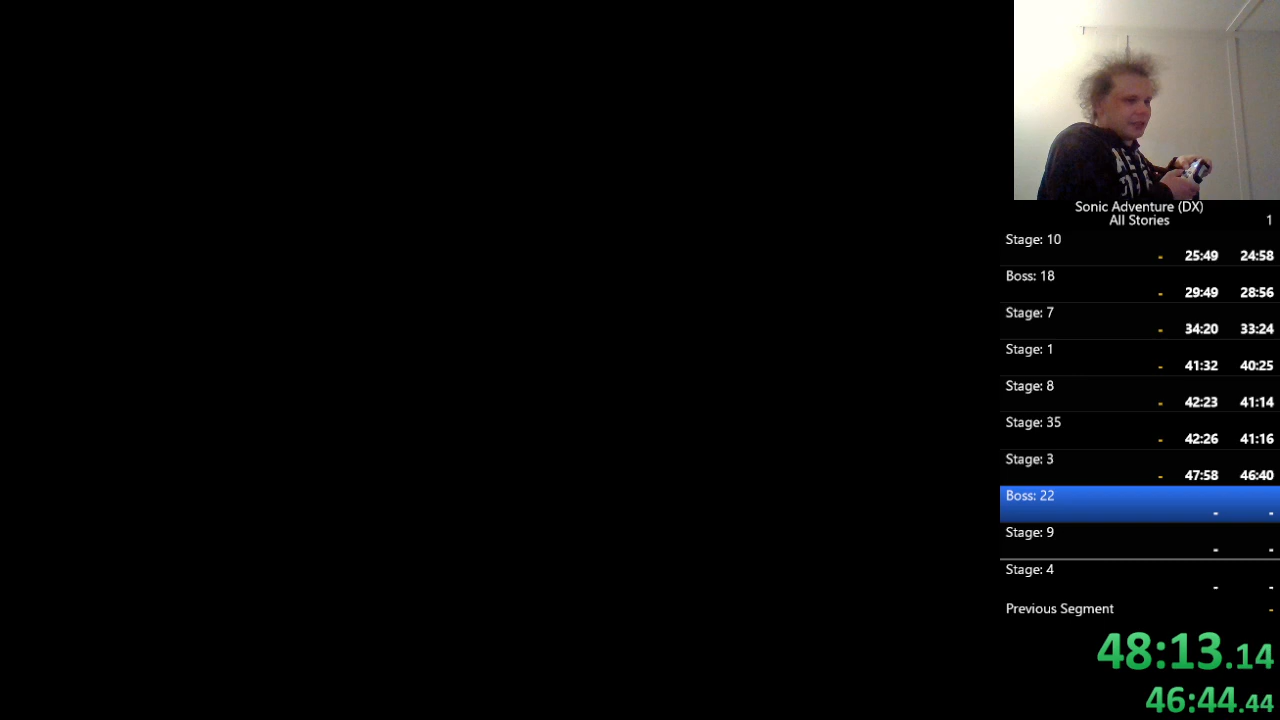 Sonic Adventure (DX)
All Stories 1
Stage: 10
- 25:49 24:58
Boss: 18
- 29:49 28:56
Stage: 7
- 34:20 33:24
Stage: 1
- 41:32 40:25
Stage: 8
- 42:23 41:14
Stage: 35
- 42:26 41:16
Stage: 3
- 47:58 46:40
Boss: 22
- -
Stage: 9
- -
Stage: 4
- -
Previous Segment -
48:13.14
46:44.44